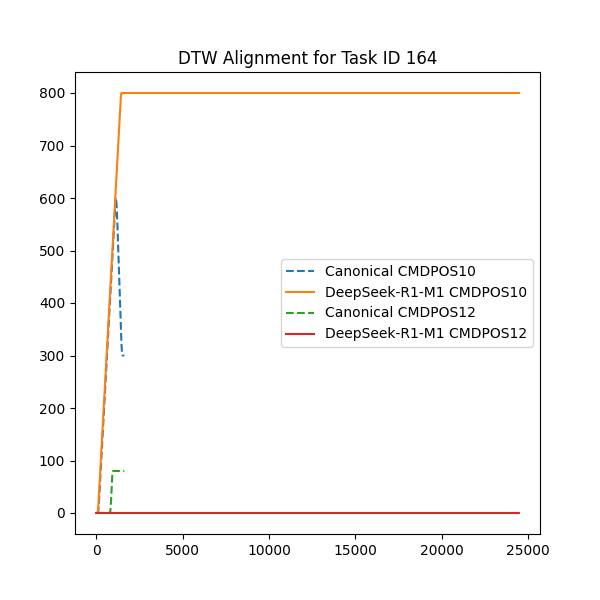 DTW Alignment for Task ID 164
800
700
600
500
400
300
200
100
0
Canonical CMDPOS10
DeepSeek-R1-M1 CMDPOS10
Canonical CMDPOS12
DeepSeek-R1-M1 CMDPOS12
0 5000 10000 15000 20000 25000